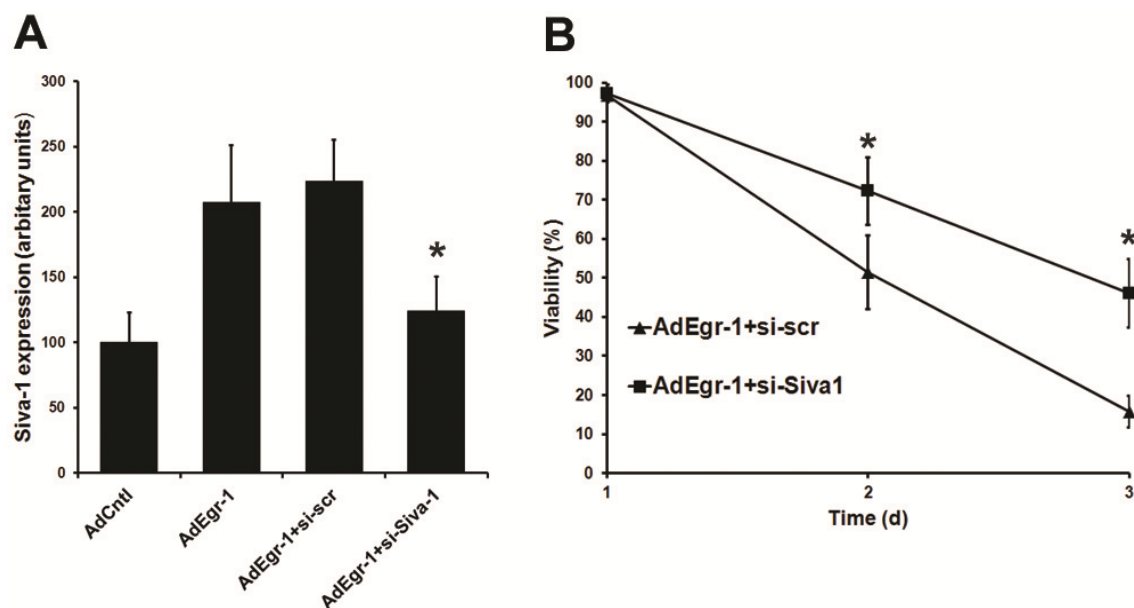 A
Siva-1 expression (arbitary units)
300
250
200
150
100
50
0
*
AdCntl
AdEgr-1
AdEgr-1+si-scr
AdEgr-1+si-Siva-1
B
Viability (%)
100
90
80
70
60
50
40
30
20
10
0
*
*
AdEgr-1+si-scr
AdEgr-1+si-Siva1
1
2
3
Time (d)